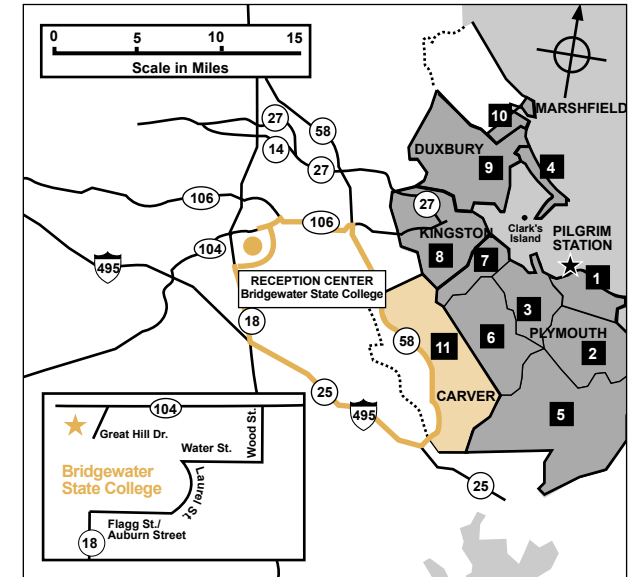 0 5 10 15
Scale in Miles
MARSHFIELD
10
27
58
14
DUXBURY
9
4
27
106
27
106
KINGSTON
Clark's
Island
PILGRIM
STATION
104
495
8
7
1
RECEPTION CENTER
Bridgewater State College
3
18
58
11
6
PLYMOUTH
2
25
CARVER
495
5
104
Great Hill Dr.
Wood St.
Water St.
Bridgewater
State College
Laurel St.
25
Flagg St./
Auburn Street
18